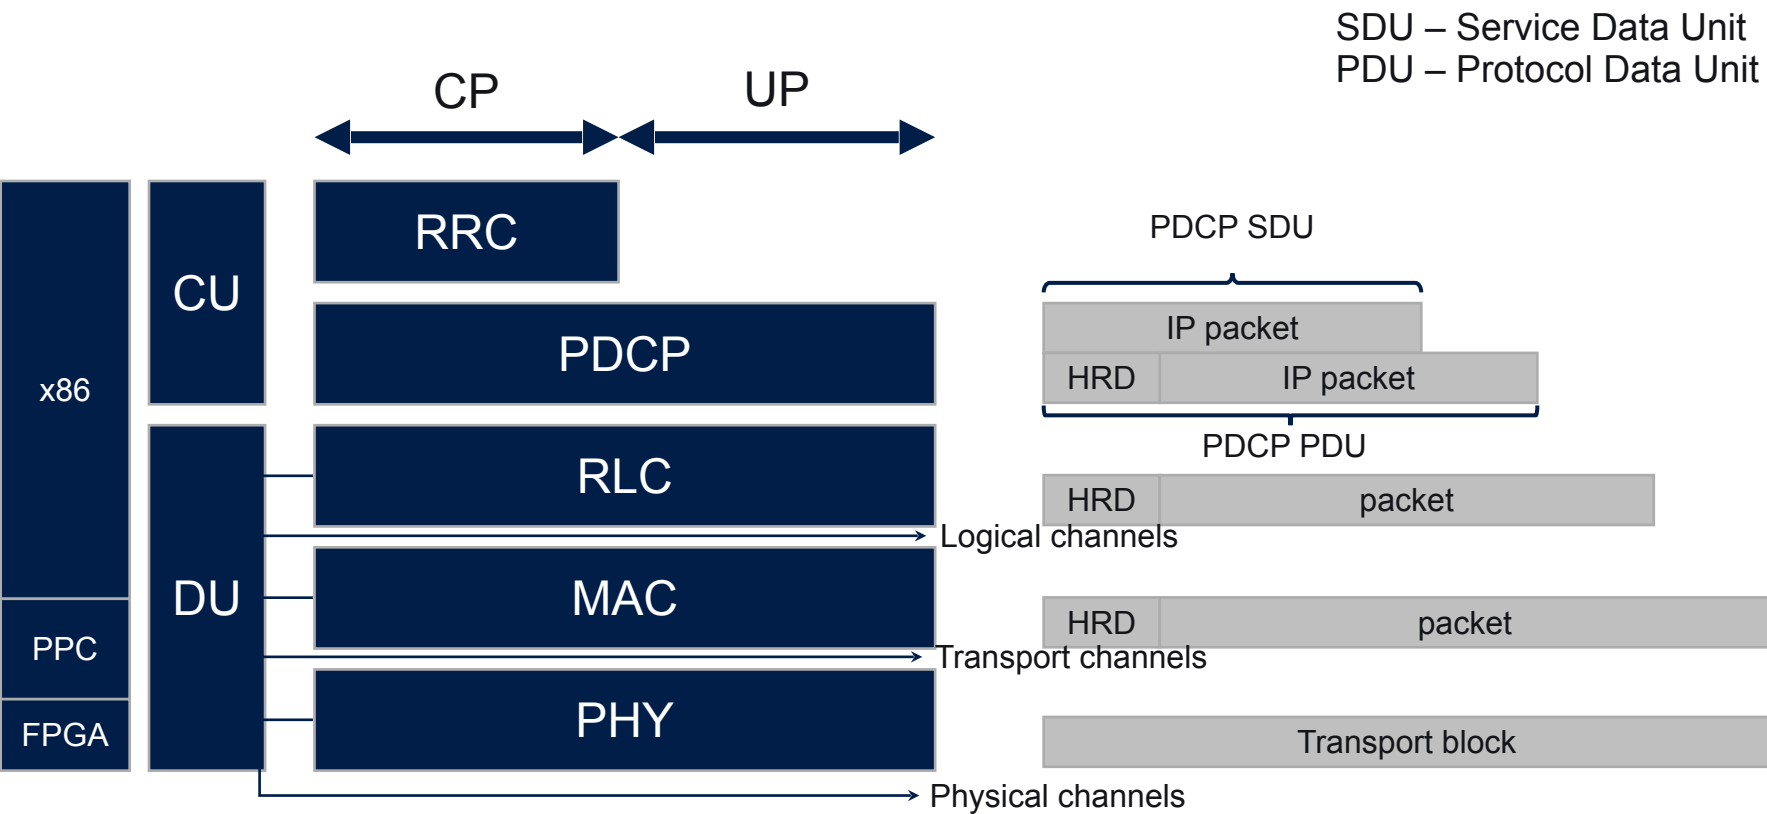 SDU – Service Data Unit
PDU – Protocol Data Unit
CP
UP
RRC
PDCP SDU
CU
IP packet
PDCP
x86
HRD
IP packet
PDCP PDU
RLC
HRD
packet
Logical channels
DU
MAC
HRD
packet
PPC
Transport channels
PHY
FPGA
Transport block
Physical channels